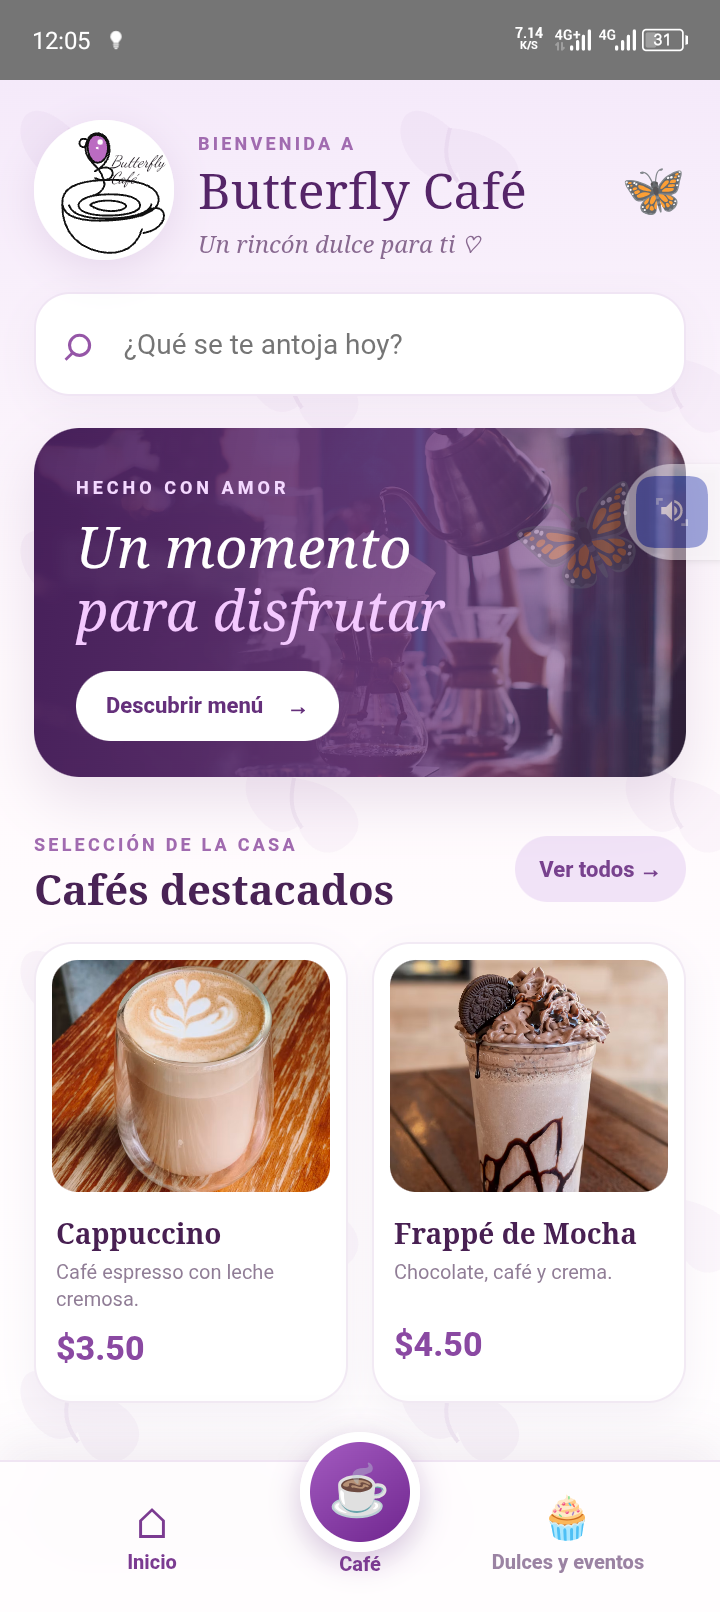 12:05
7.14
K/S
4G+
4G
31
Butterfly
Café
BIENVENIDA A
Butterfly Café
Un rincón dulce para ti ♡
¿Qué se te antoja hoy?
HECHO CON AMOR
Un momento
para disfrutar
Descubrir menú →
SELECCIÓN DE LA CASA
Cafés destacados
Ver todos →
Cappuccino
Café espresso con leche
cremosa.
$3.50
Frappé de Mocha
Chocolate, café y crema.
$4.50
Inicio
Café
Dulces y eventos